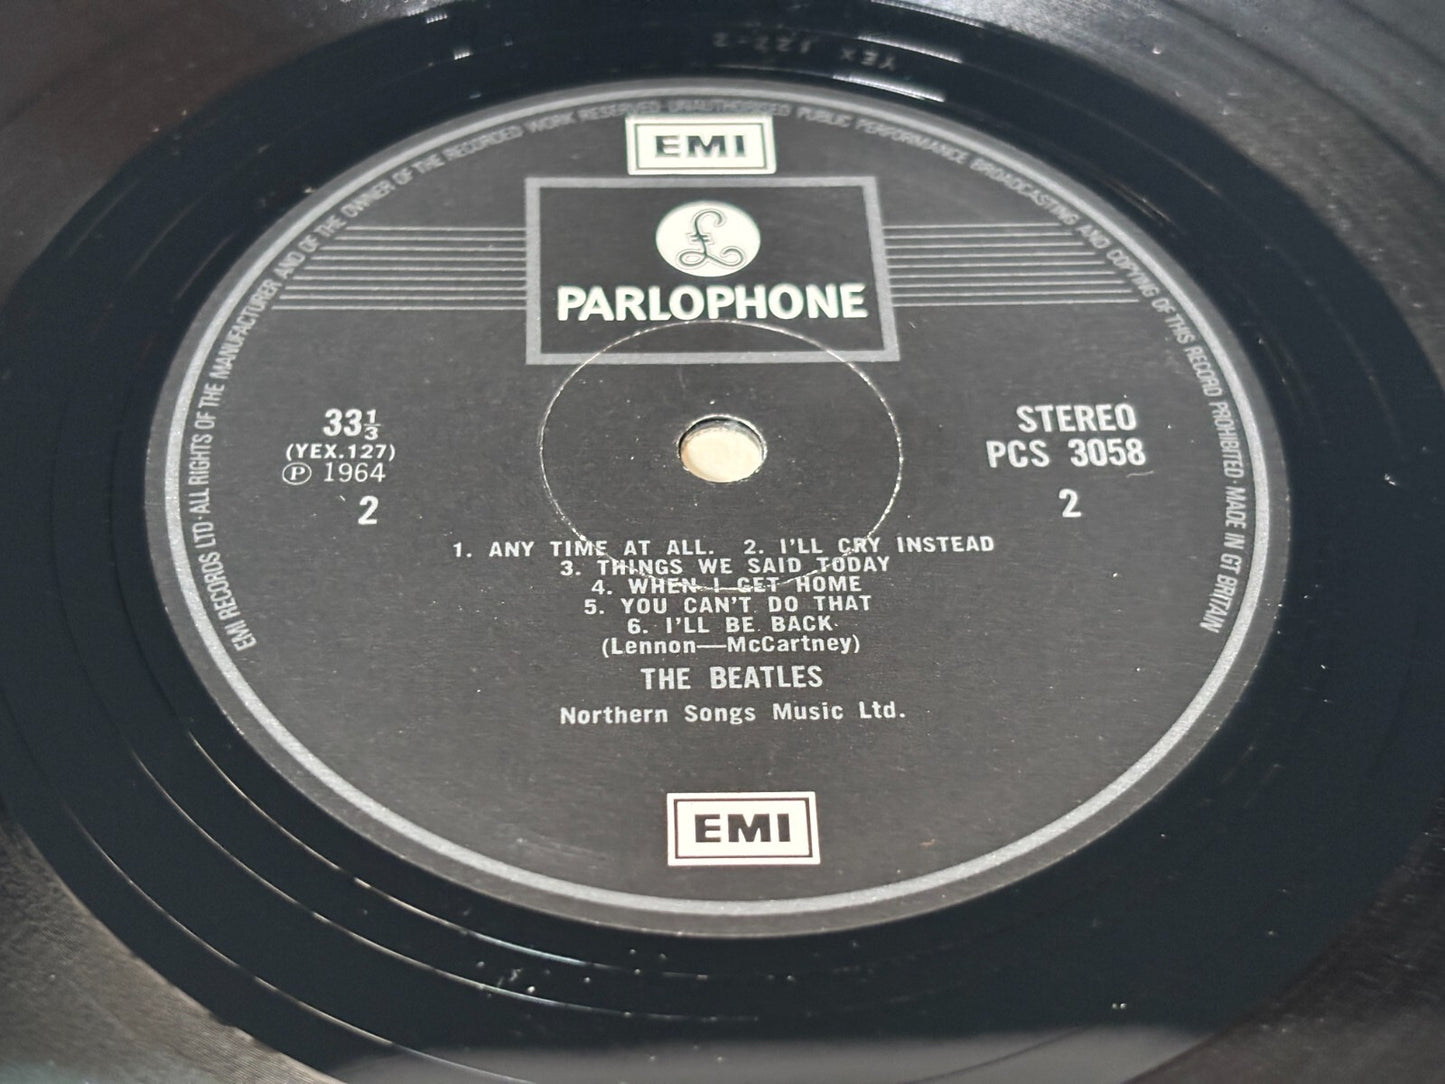 YEX 122-2
EMI RECORDS LTD·ALL RIGHTS OF THE MANUFACTURER AND OF THE OWNER OF THE RECORDED WORK RESERVED·UNAUTHORISED PUBLIC PERFORMANCE BROADCASTING AND COPYING OF THIS RECORD PROHIBITED·MADE IN GT BRITAIN
EMI
£
PARLOPHONE
33⅓
(YEX.127)
Ⓟ 1964
2
STEREO
PCS 3058
2
1. ANY TIME AT ALL. 2. I'LL CRY INSTEAD
3. THINGS WE SAID TODAY
4. WHEN I GET HOME
5. YOU CAN'T DO THAT
6. I'LL BE BACK
(Lennon—McCartney)
THE BEATLES
Northern Songs Music Ltd.
EMI